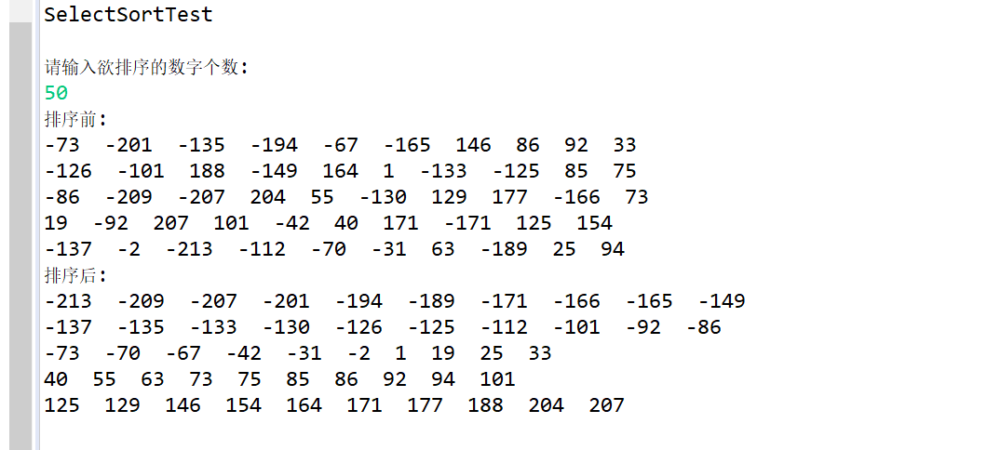 SelectSortTest
请输入欲排序的数字个数:
50
排序前:
-73  -201  -135  -194  -67  -165  146  86  92  33
-126  -101  188  -149  164  1  -133  -125  85  75
-86  -209  -207  204  55  -130  129  177  -166  73
19  -92  207  101  -42  40  171  -171  125  154
-137  -2  -213  -112  -70  -31  63  -189  25  94
排序后:
-213  -209  -207  -201  -194  -189  -171  -166  -165  -149
-137  -135  -133  -130  -126  -125  -112  -101  -92  -86
-73  -70  -67  -42  -31  -2  1  19  25  33
40  55  63  73  75  85  86  92  94  101
125  129  146  154  164  171  177  188  204  207